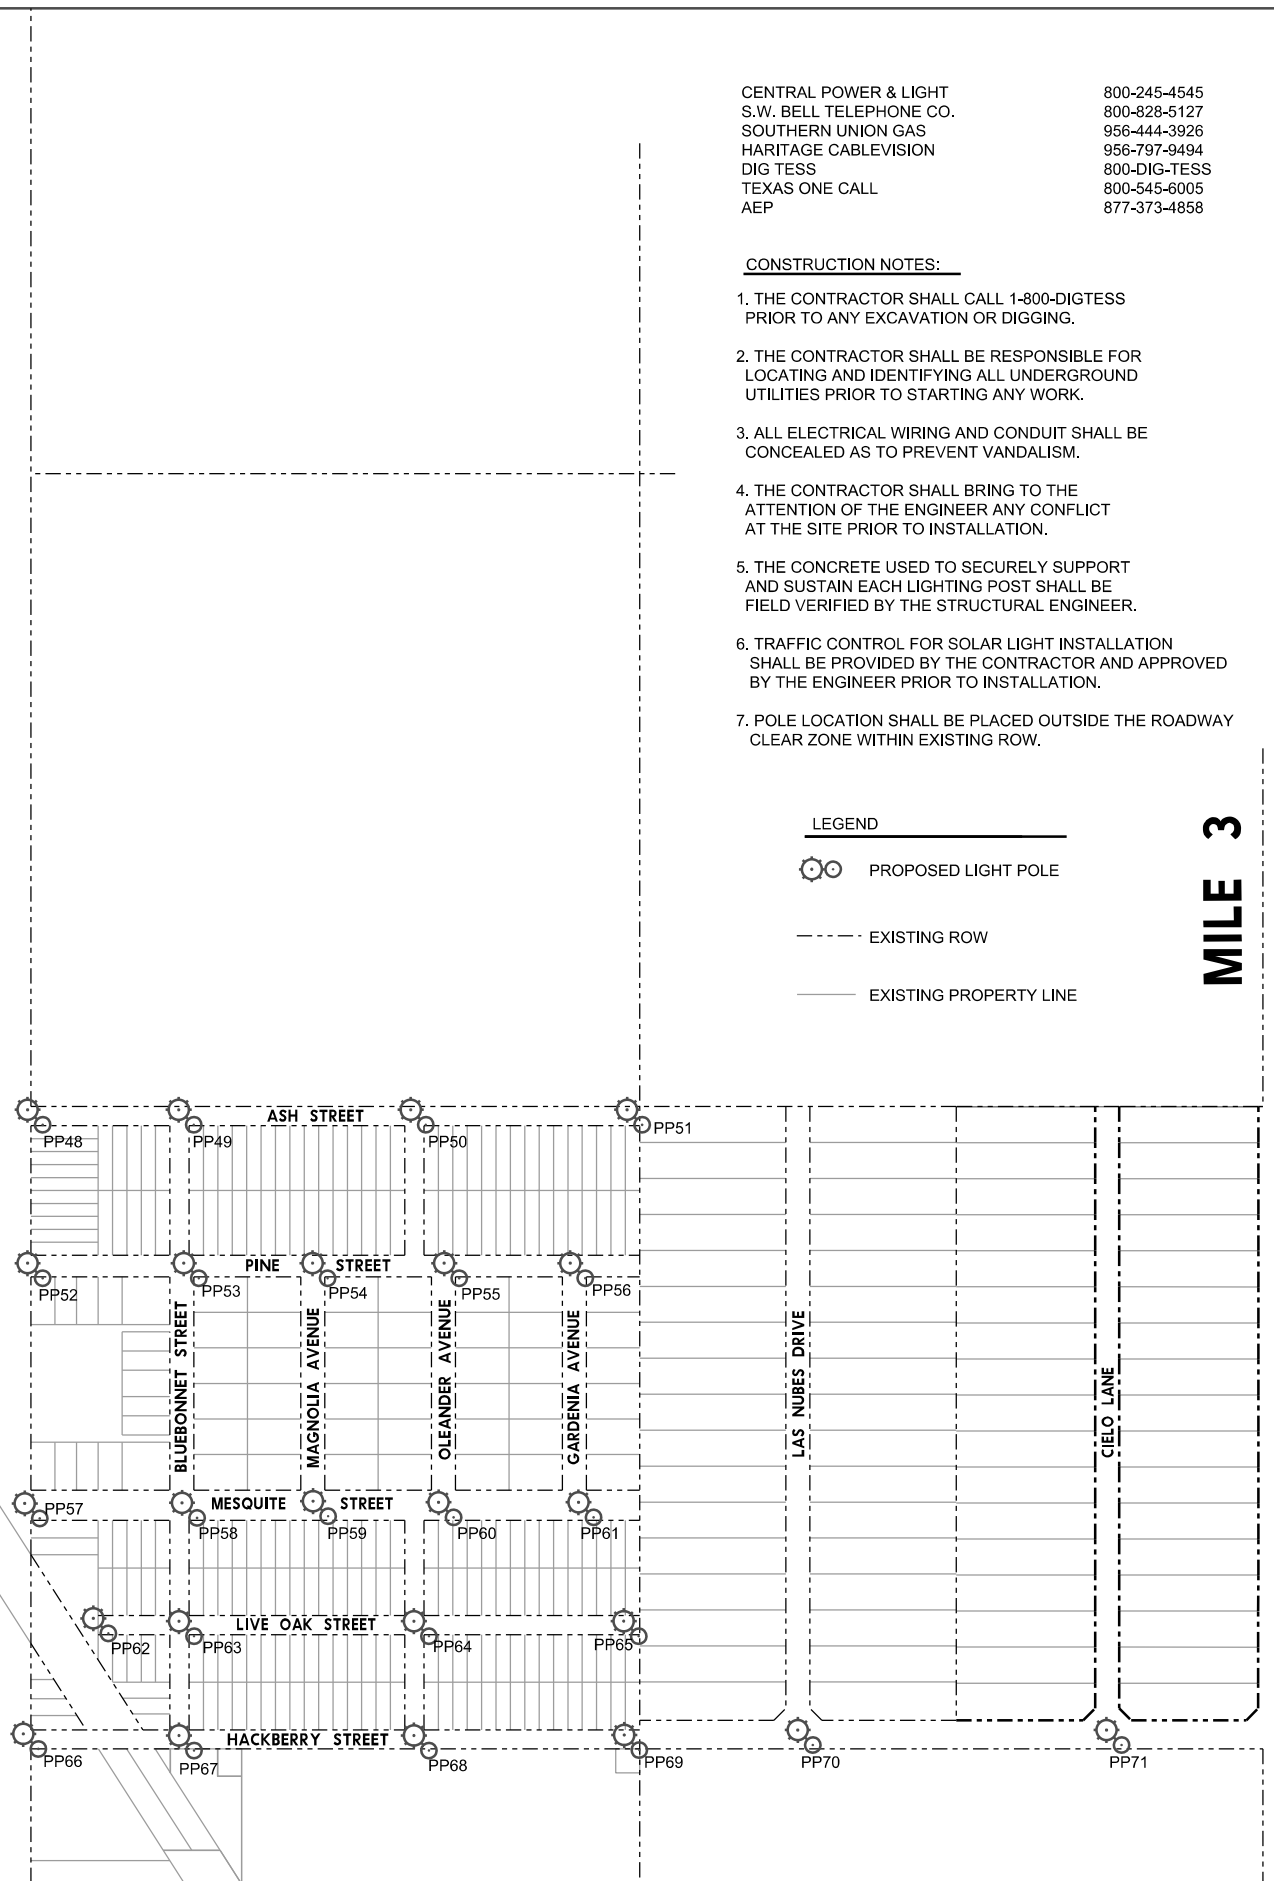 CENTRAL POWER & LIGHT 800-245-4545
S.W. BELL TELEPHONE CO. 800-828-5127
SOUTHERN UNION GAS 956-444-3926
HARITAGE CABLEVISION 956-797-9494
DIG TESS 800-DIG-TESS
TEXAS ONE CALL 800-545-6005
AEP 877-373-4858
CONSTRUCTION NOTES:
1. THE CONTRACTOR SHALL CALL 1-800-DIGTESS
PRIOR TO ANY EXCAVATION OR DIGGING.
2. THE CONTRACTOR SHALL BE RESPONSIBLE FOR
LOCATING AND IDENTIFYING ALL UNDERGROUND
UTILITIES PRIOR TO STARTING ANY WORK.
3. ALL ELECTRICAL WIRING AND CONDUIT SHALL BE
CONCEALED AS TO PREVENT VANDALISM.
4. THE CONTRACTOR SHALL BRING TO THE
ATTENTION OF THE ENGINEER ANY CONFLICT
AT THE SITE PRIOR TO INSTALLATION.
5. THE CONCRETE USED TO SECURELY SUPPORT
AND SUSTAIN EACH LIGHTING POST SHALL BE
FIELD VERIFIED BY THE STRUCTURAL ENGINEER.
6. TRAFFIC CONTROL FOR SOLAR LIGHT INSTALLATION
SHALL BE PROVIDED BY THE CONTRACTOR AND APPROVED
BY THE ENGINEER PRIOR TO INSTALLATION.
7. POLE LOCATION SHALL BE PLACED OUTSIDE THE ROADWAY
CLEAR ZONE WITHIN EXISTING ROW.
LEGEND
PROPOSED LIGHT POLE
EXISTING ROW
EXISTING PROPERTY LINE
MILE 3
ASH STREET
PP48 PP49 PP50 PP51
PINE STREET
PP52 PP53 PP54 PP55 PP56
BLUEBONNET STREET
MAGNOLIA AVENUE
OLEANDER AVENUE
GARDENIA AVENUE
LAS NUBES DRIVE
CIELO LANE
MESQUITE STREET
PP57 PP58 PP59 PP60 PP61
LIVE OAK STREET
PP62 PP63 PP64 PP65
HACKBERRY STREET
PP66 PP67 PP68 PP69 PP70 PP71